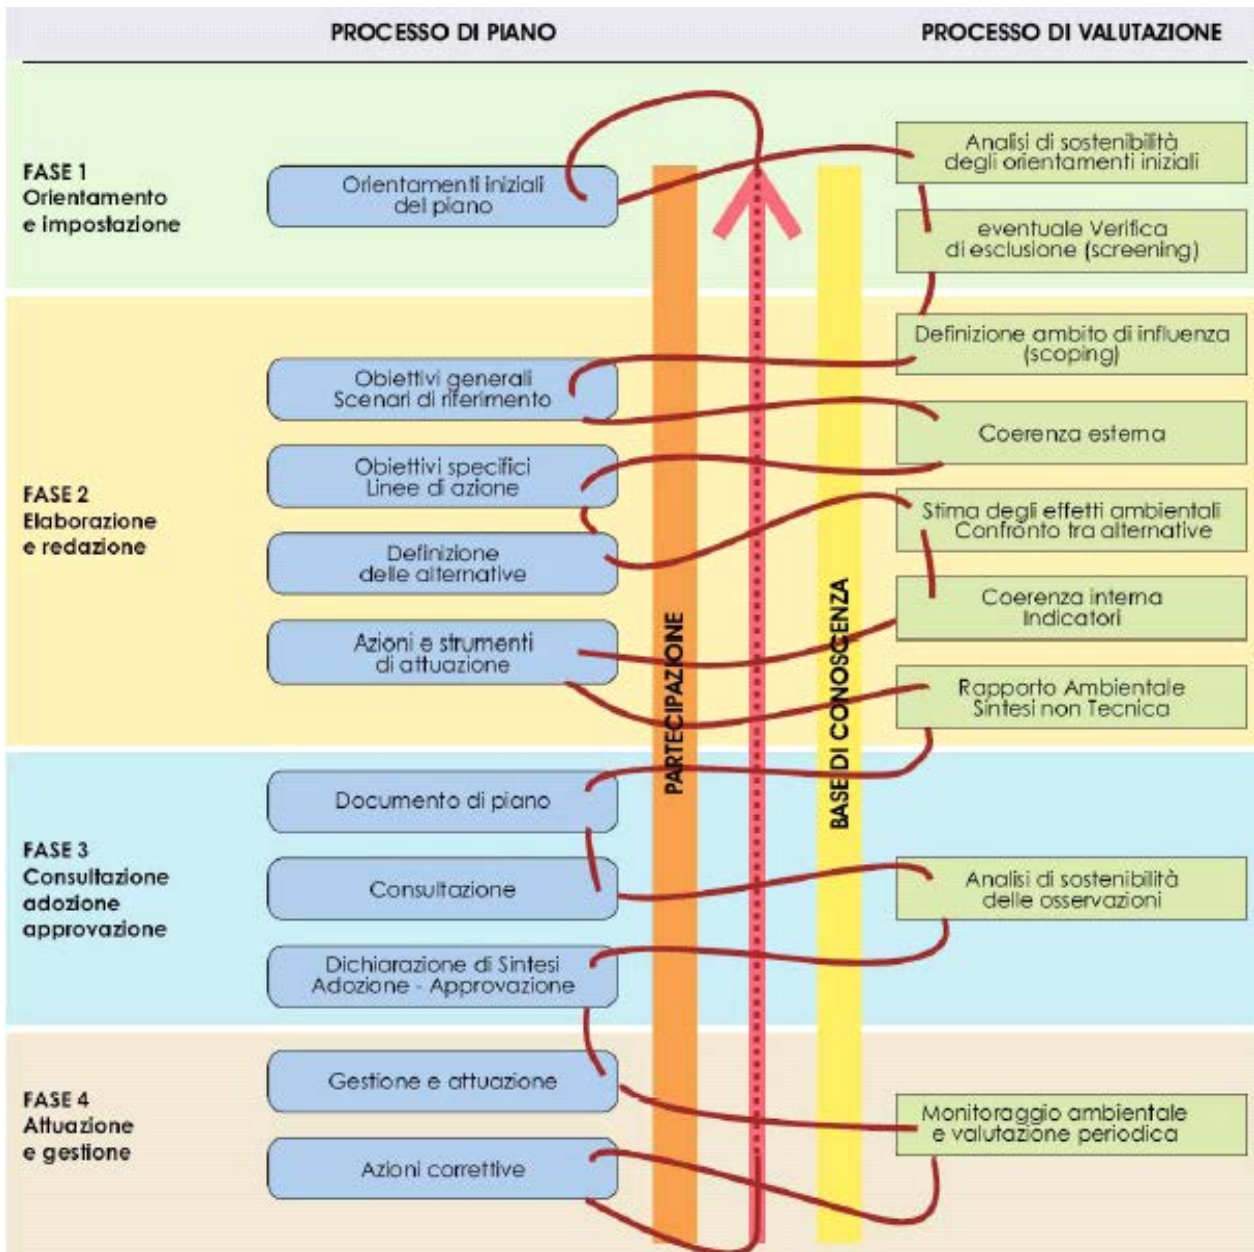 PROCESSO DI PIANO
PROCESSO DI VALUTAZIONE
FASE 1
Orientamento
e impostazione
Orientamenti iniziali
del piano
Analisi di sostenibilità
degli orientamenti iniziali
eventuale Verifica
di esclusione (screening)
FASE 2
Elaborazione
e redazione
Obiettivi generali
Scenari di riferimento
Obiettivi specifici
Linee di azione
Definizione
delle alternative
Azioni e strumenti
di attuazione
Definizione ambito di influenza
(scoping)
Coerenza esterna
Stima degli effetti ambientali
Confronto tra alternative
Coerenza interna
Indicatori
Rapporto Ambientale
Sintesi non Tecnica
PARTECIPAZIONE
BASE DI CONOSCENZA
FASE 3
Consultazione
adozione
approvazione
Documento di piano
Consultazione
Dichiarazione di Sintesi
Adozione - Approvazione
Analisi di sostenibilità
delle osservazioni
FASE 4
Attuazione
e gestione
Gestione e attuazione
Azioni correttive
Monitoraggio ambientale
e valutazione periodica